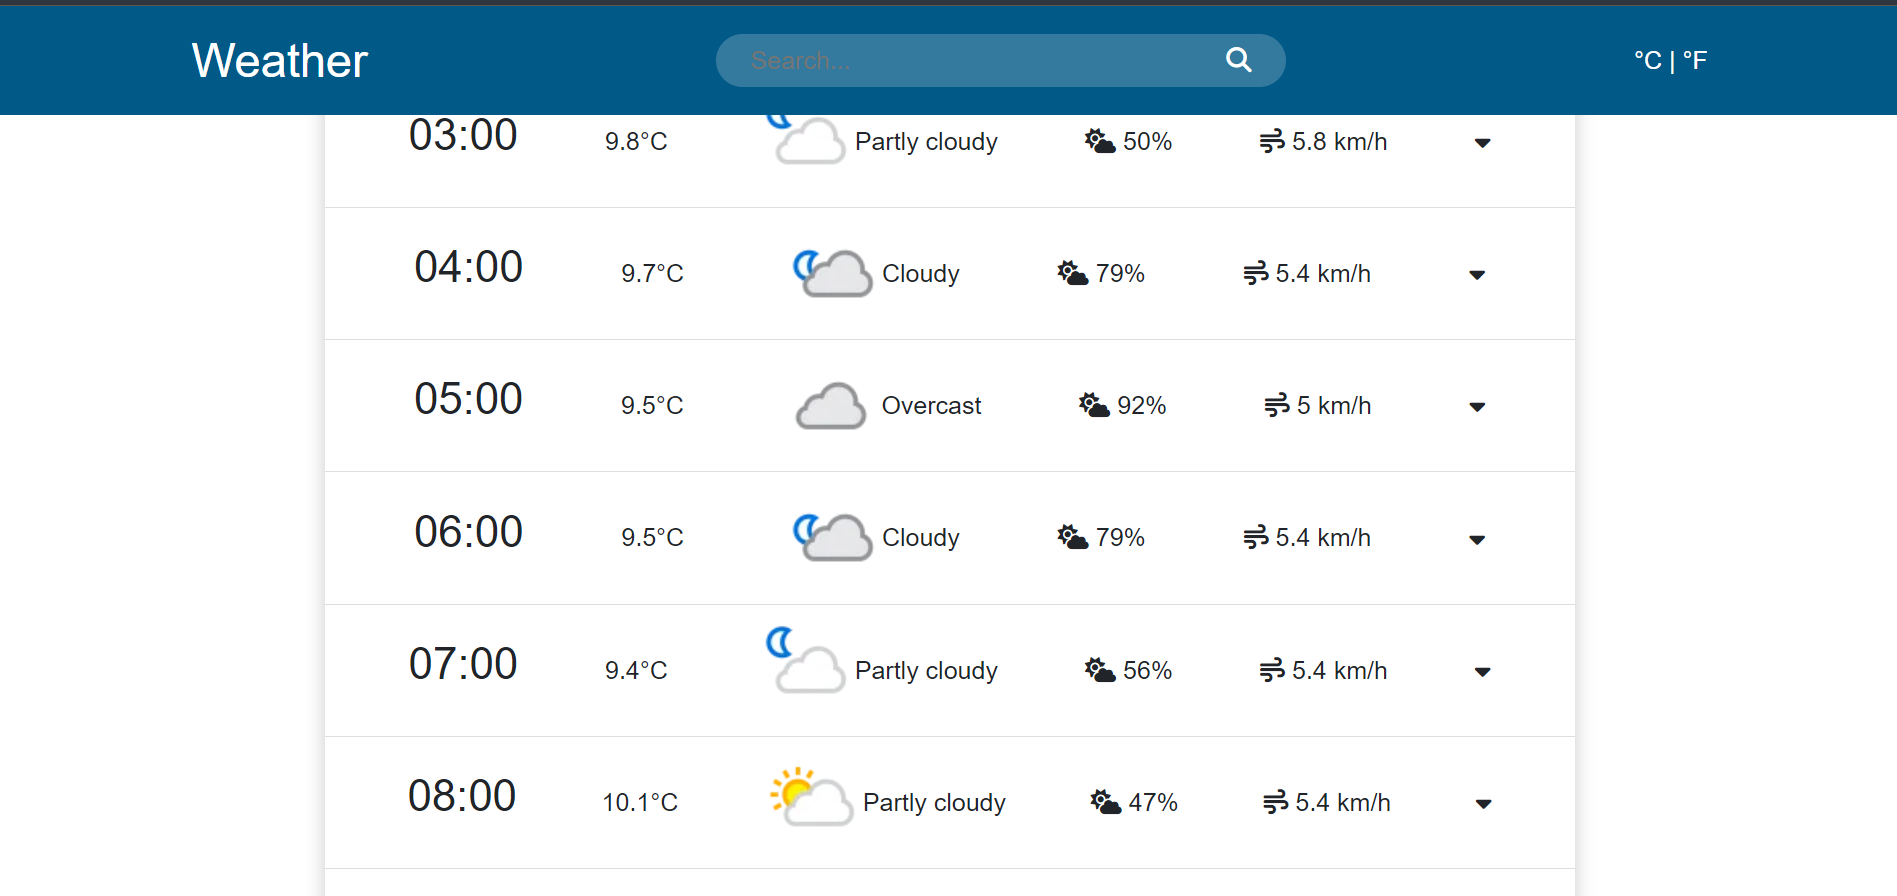 Weather Search... °C | °F
03:00 9.8°C Partly cloudy 50% 5.8 km/h
04:00 9.7°C Cloudy 79% 5.4 km/h
05:00 9.5°C Overcast 92% 5 km/h
06:00 9.5°C Cloudy 79% 5.4 km/h
07:00 9.4°C Partly cloudy 56% 5.4 km/h
08:00 10.1°C Partly cloudy 47% 5.4 km/h